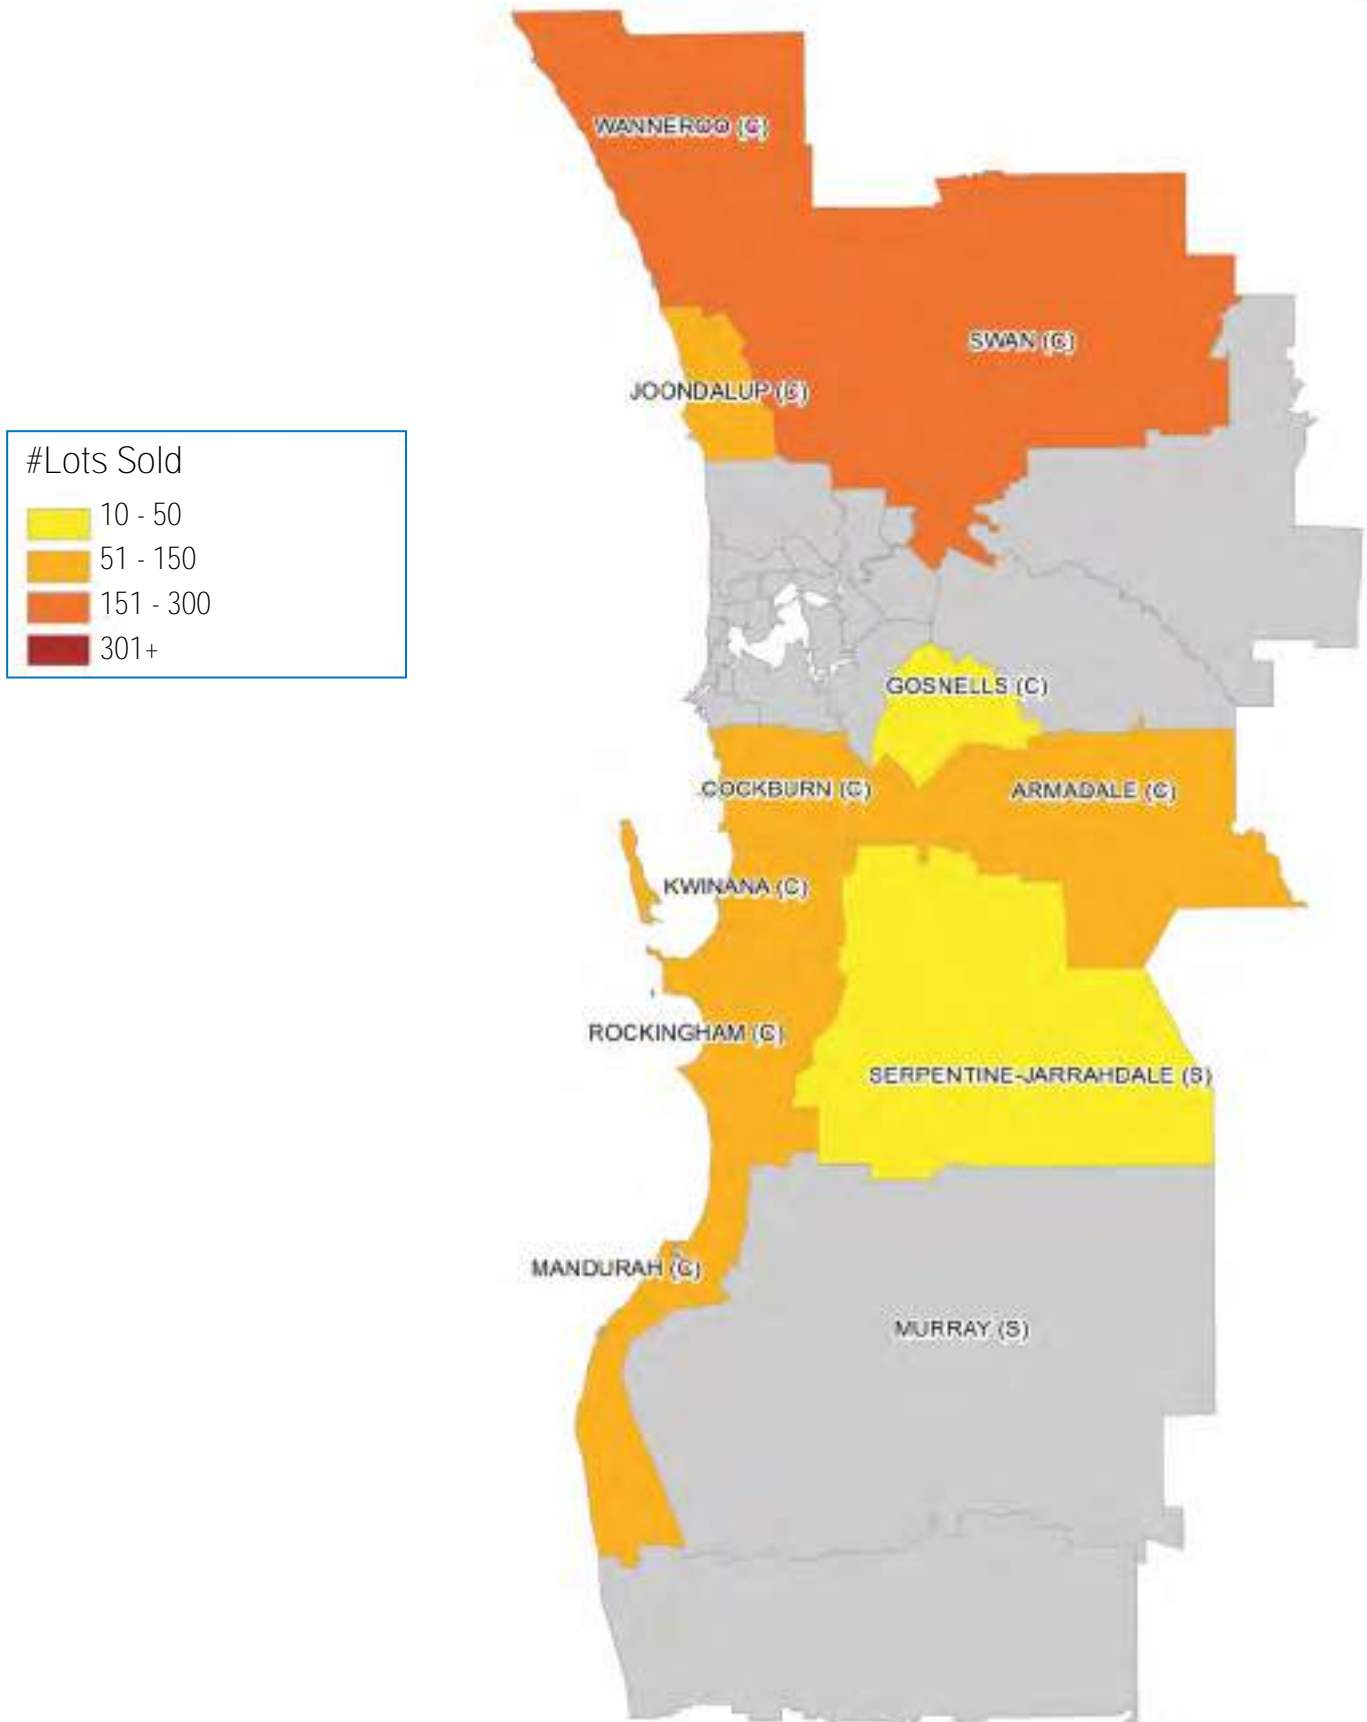 WANNEROO (C)
SWAN (C)
JOONDALUP (C)
#Lots Sold
10 - 50
51 - 150
151 - 300
301+
GOSNELLS (C)
COCKBURN (C)
ARMADALE (C)
KWINANA (C)
ROCKINGHAM (C)
SERPENTINE-JARRAHDALE (S)
MANDURAH (C)
MURRAY (S)